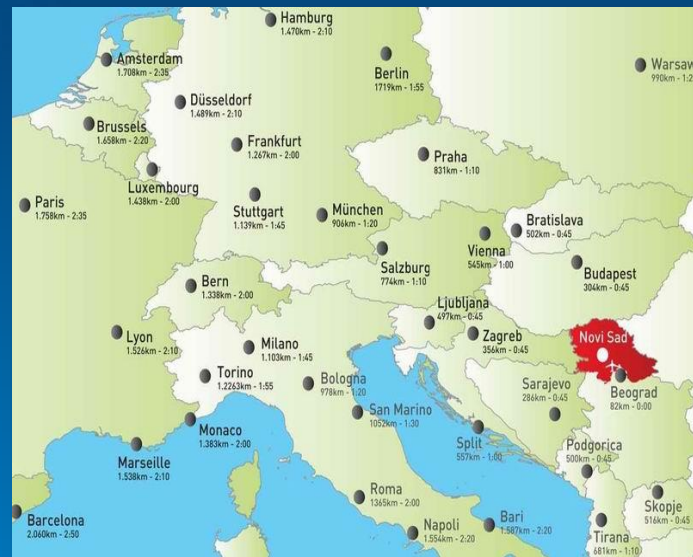 Hamburg
1.470km - 2:10
Amsterdam
1.708km - 2:35
Berlin
1719km - 1:55
Warsaw
990km - 1:2
Düsseldorf
1.489km - 2:10
Brussels
1.658km - 2:20
Frankfurt
1.267km - 2:00
Praha
831km - 1:10
Luxembourg
1.438km - 2:00
Paris
1.758km - 2:35
Stuttgart
1.139km - 1:45
München
906km - 1:20
Bratislava
502km - 0:45
Vienna
545km - 1:00
Salzburg
774km - 1:10
Budapest
304km - 0:45
Bern
1.338km - 2:00
Ljubljana
497km - 0:45
Zagreb
356km - 0:45
Novi Sad
Lyon
1.526km - 2:10
Milano
1.103km - 1:45
Torino
1.2263km - 1:55
Bologna
978km - 1:20
Beograd
82km - 0:00
Sarajevo
286km - 0:45
San Marino
1052km - 1:30
Monaco
1.383km - 2:00
Split
557km - 1:00
Marseille
1.538km - 2:10
Podgorica
500km - 0:45
Roma
1365km - 2:00
Barcelona
2.060km - 2:50
Napoli
1.554km - 2:20
Bari
1.587km - 2:20
Skopje
516km - 0:45
Tirana
681km - 1:10